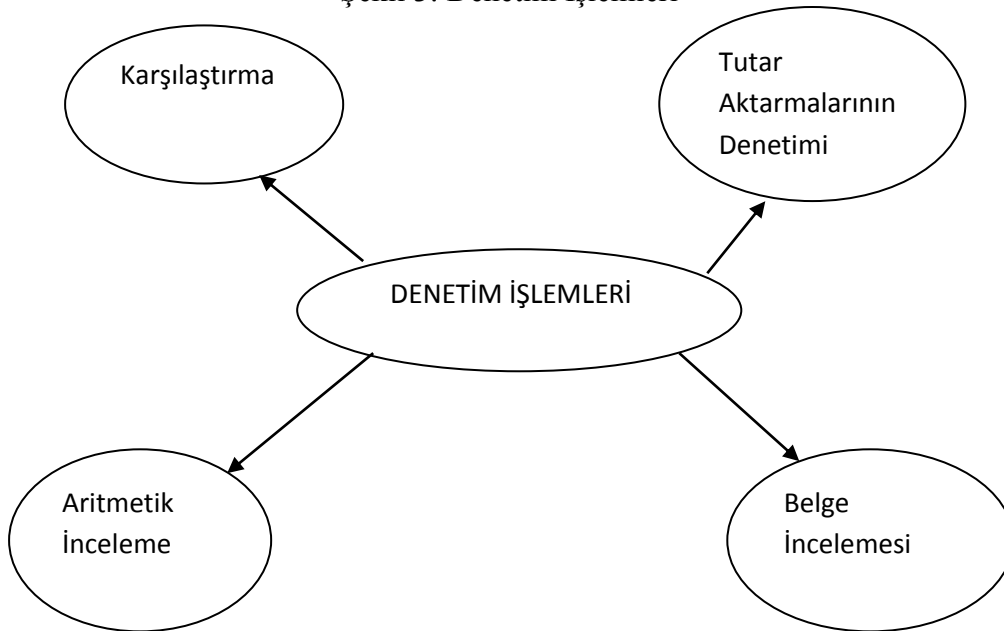 Karşılaştırma
Tutar
Aktarmalarının
Denetimi
DENETİM İŞLEMLERİ
Aritmetik
İnceleme
Belge
İncelemesi